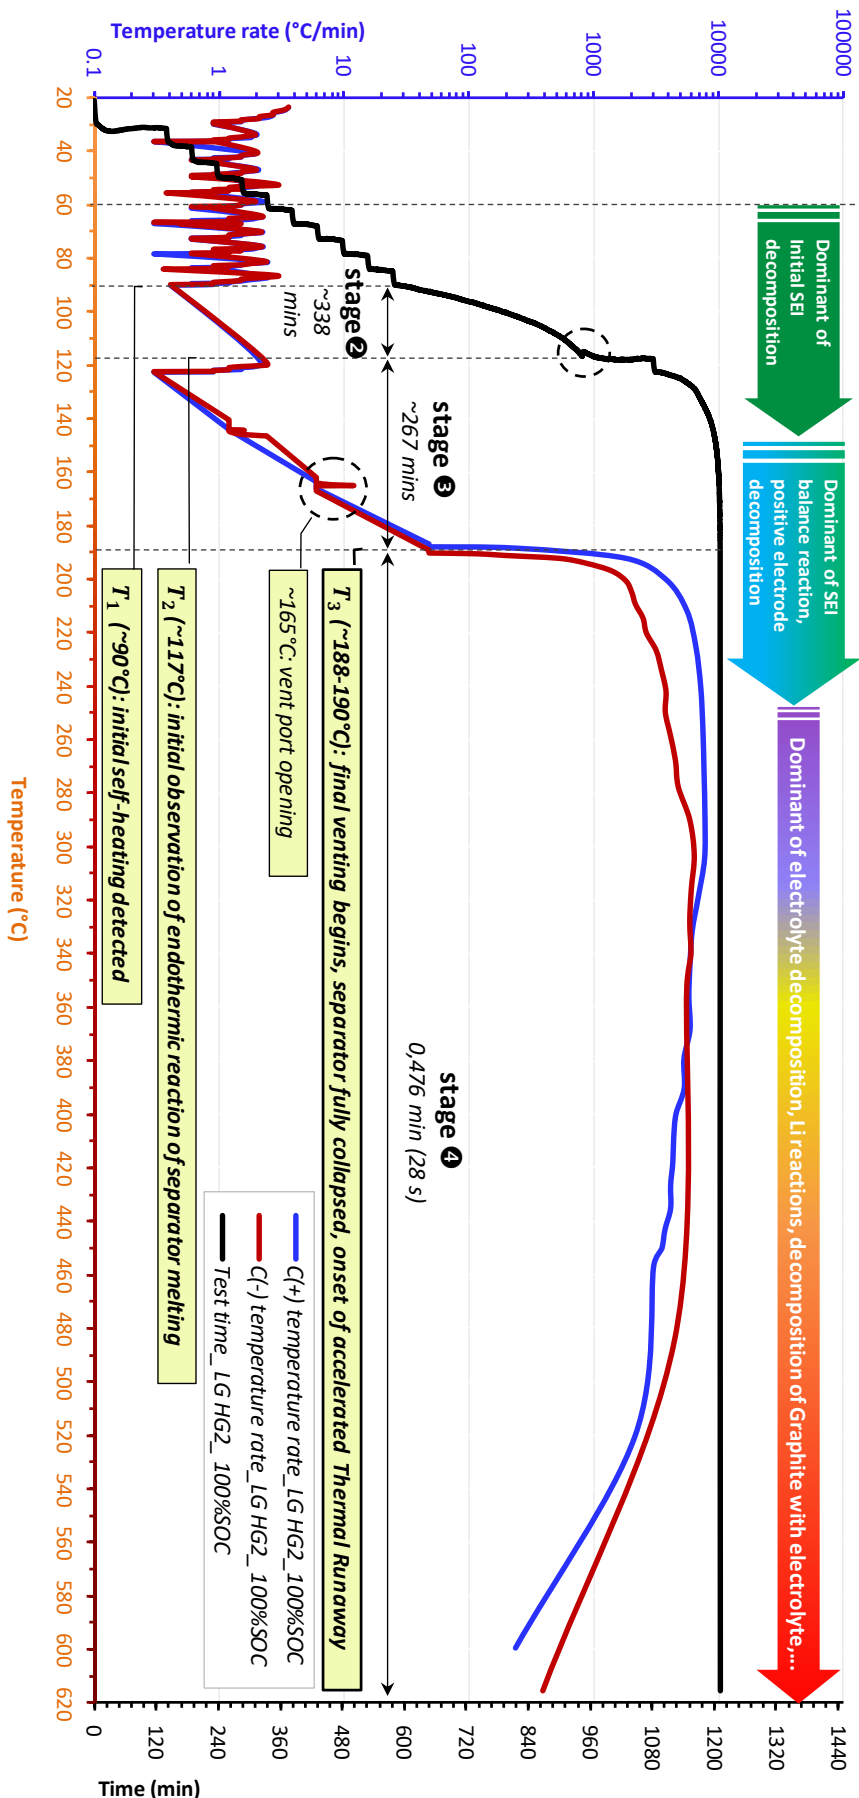 Temperature rate (°C/min)
0.1
1
10
100
1000
10000
100000
Dominant of
Initial SEI
decomposition
Dominant of SEI
balance reaction,
positive electrode
decomposition
Dominant of electrolyte decomposition, Li reactions, decomposition of Graphite with electrolyte,...
stage ❷
~338
mins
stage ❸
~267 mins
stage ❹
0,476 min (28 s)
T3 (~188-190°C): final venting begins, separator fully collapsed, onset of accelerated Thermal Runaway
~165°C: vent port opening
T2 (~117°C): initial observation of endothermic reaction of separator melting
T1 (~90°C): initial self-heating detected
C(+) temperature rate_LG HG2_100%SOC
C(-) temperature rate_LG HG2_100%SOC
Test time_ LG HG2_ 100%SOC
20
40
60
80
100
120
140
160
180
200
220
240
260
280
300
320
340
360
380
400
420
440
460
480
500
520
540
560
580
600
620
Temperature (°C)
0
120
240
360
480
600
720
840
960
1080
1200
1320
1440
Time (min)